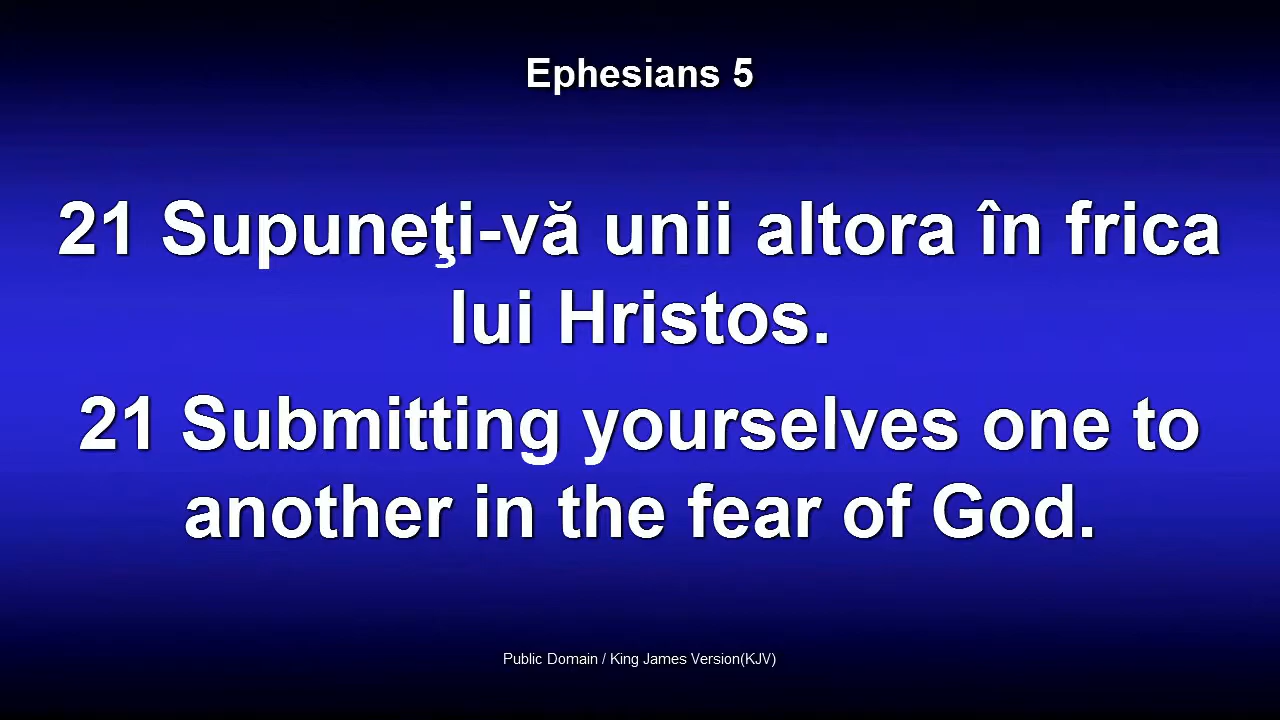 Ephesians 5
21 Supuneţi-vă unii altora în frica
lui Hristos.
21 Submitting yourselves one to
another in the fear of God.
Public Domain / King James Version(KJV)